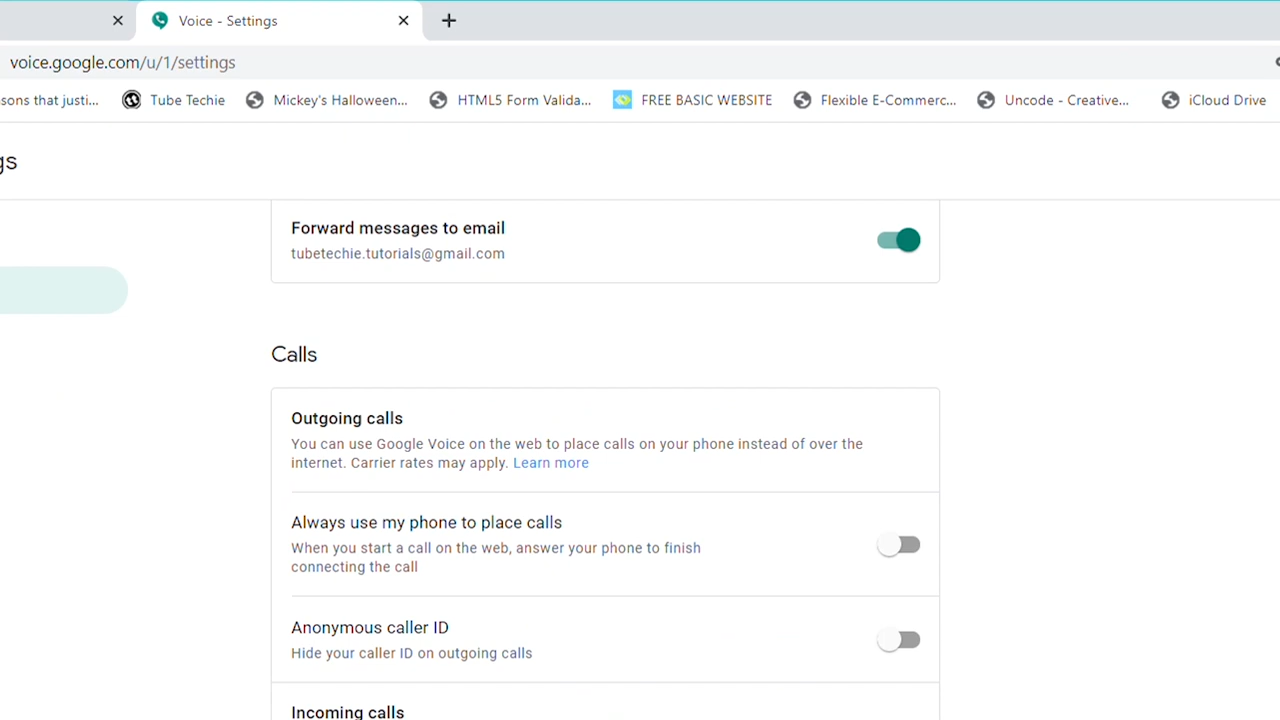 Voice - Settings
voice.google.com/u/1/settings
sons that justi...
Tube Techie
Mickey's Halloween...
HTML5 Form Valida...
FREE BASIC WEBSITE
Flexible E-Commerc...
Uncode - Creative...
iCloud Drive
gs
Forward messages to email
tubetechie.tutorials@gmail.com
Calls
Outgoing calls
You can use Google Voice on the web to place calls on your phone instead of over the
internet. Carrier rates may apply. Learn more
Always use my phone to place calls
When you start a call on the web, answer your phone to finish
connecting the call
Anonymous caller ID
Hide your caller ID on outgoing calls
Incoming calls